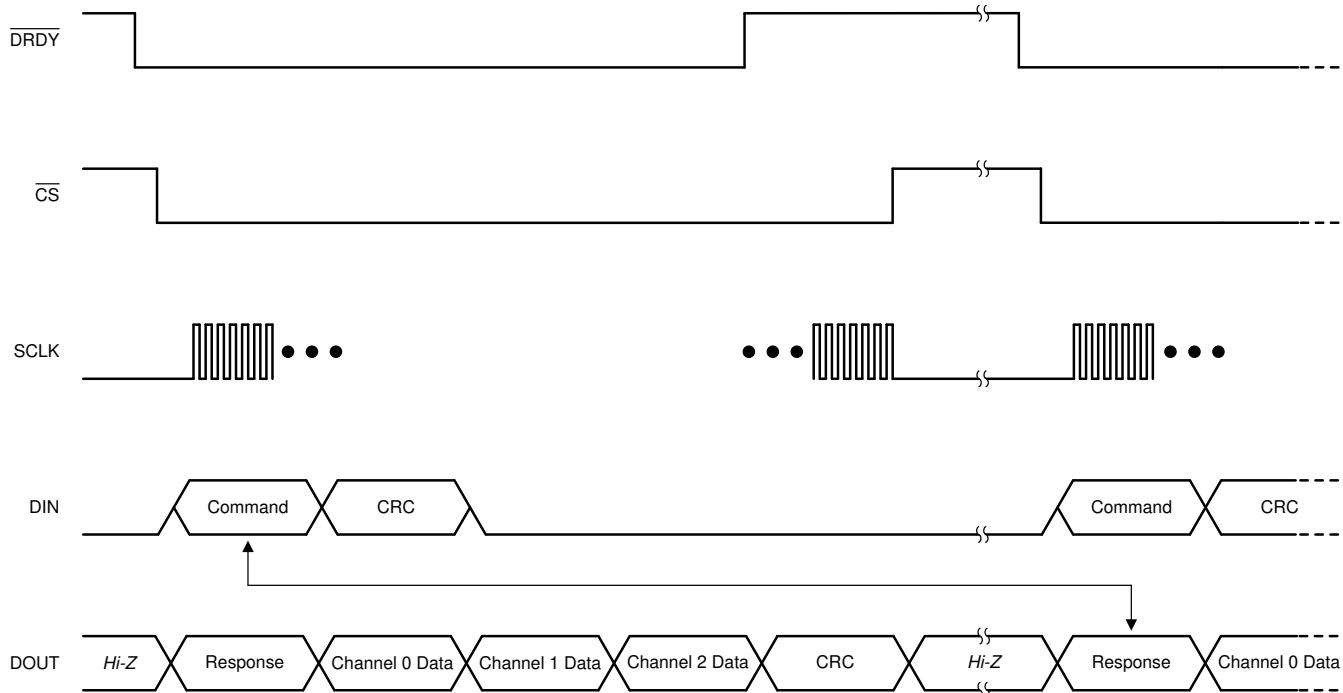 DRDY
CS
SCLK
DIN
Command
CRC
Command
CRC
DOUT
Hi-Z
Response
Channel 0 Data
Channel 1 Data
Channel 2 Data
CRC
Hi-Z
Response
Channel 0 Data